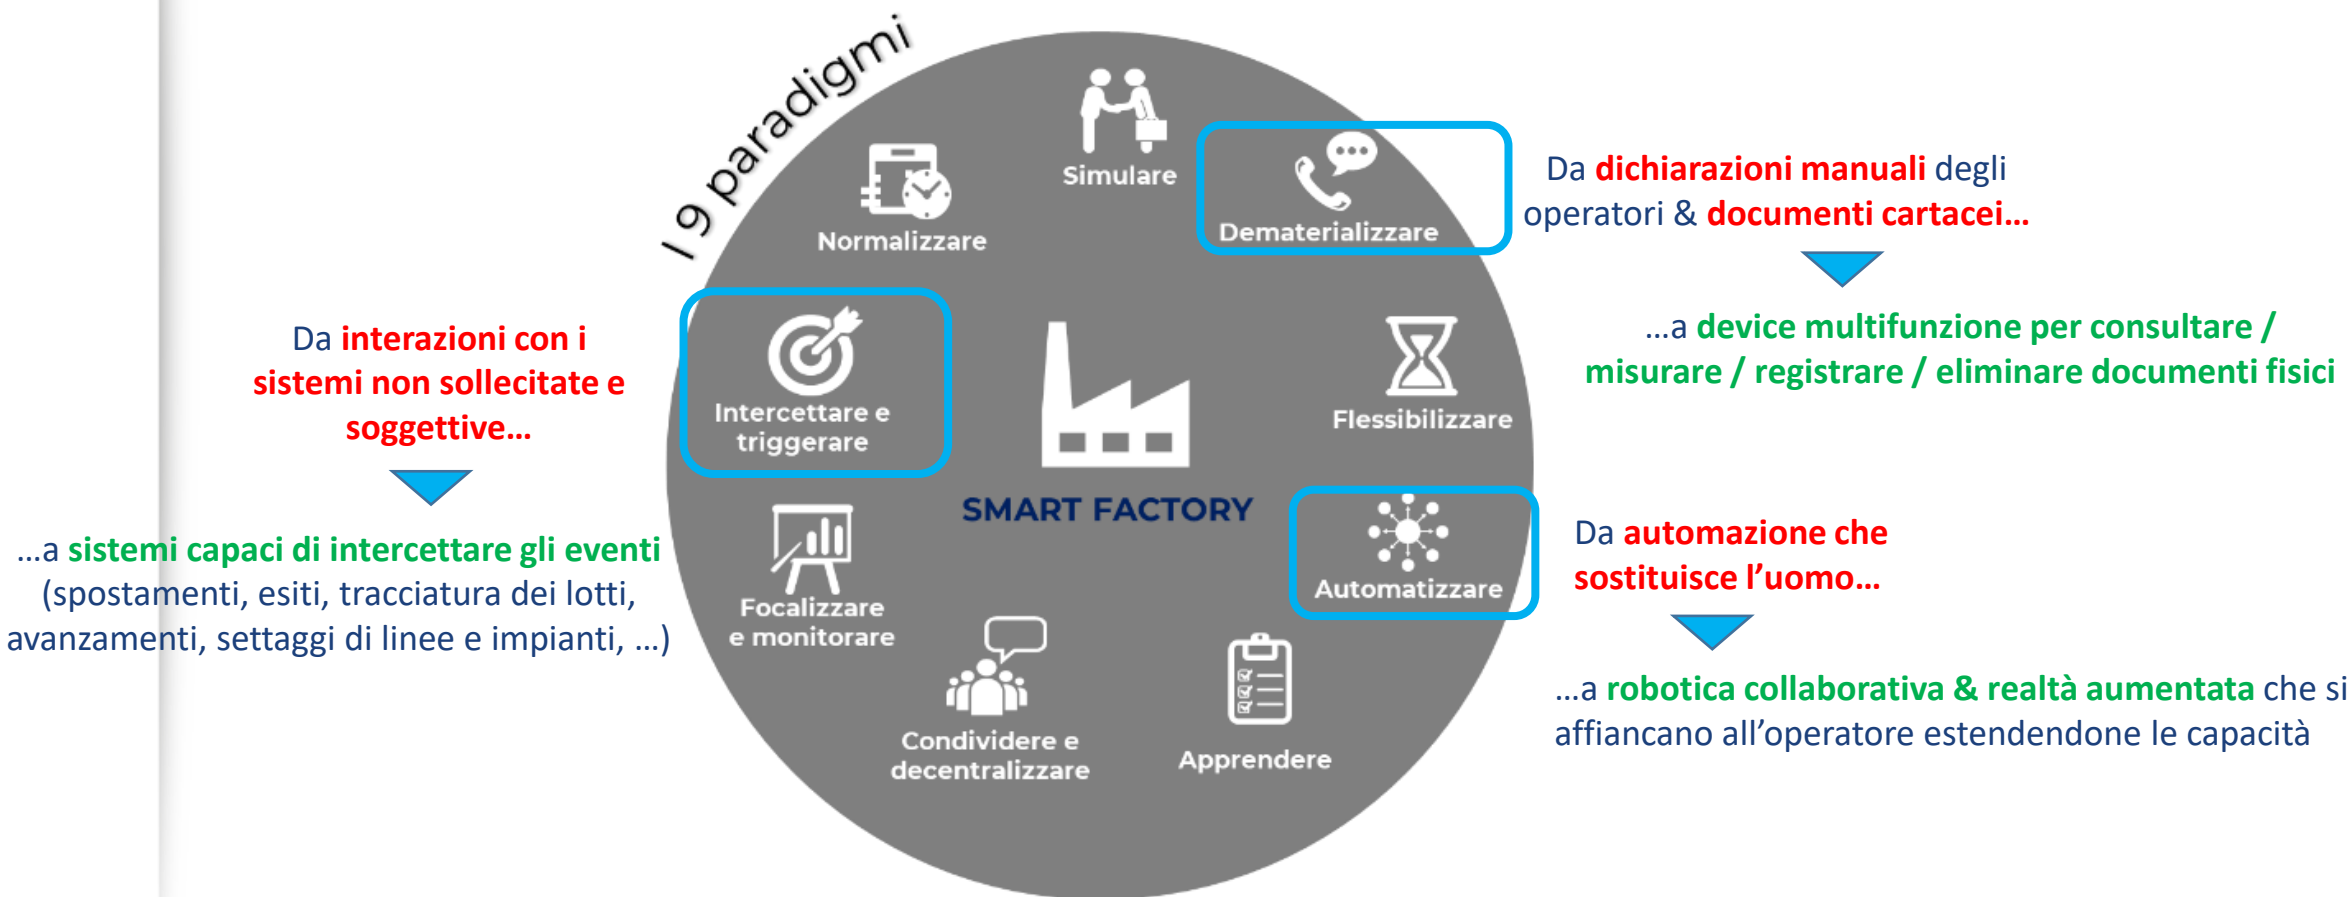 I 9 paradigmi
Simulare
Dematerializzare
Normalizzare
Intercettare e
triggerare
Flessibilizzare
SMART FACTORY
Automatizzare
Focalizzare
e monitorare
Condividere e
decentralizzare
Apprendere
Da dichiarazioni manuali degli
operatori & documenti cartacei…
…a device multifunzione per consultare /
misurare / registrare / eliminare documenti fisici
Da interazioni con i
sistemi non sollecitate e
soggettive…
…a sistemi capaci di intercettare gli eventi
(spostamenti, esiti, tracciatura dei lotti,
avanzamenti, settaggi di linee e impianti, …)
Da automazione che
sostituisce l’uomo…
…a robotica collaborativa & realtà aumentata che si
affiancano all’operatore estendendone le capacità